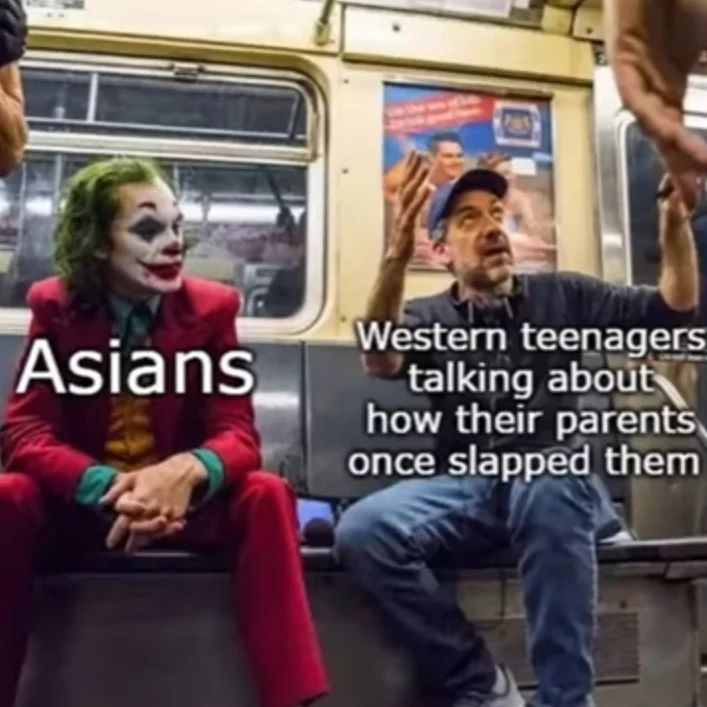 Asians
Western teenagers
talking about
how their parents
once slapped them